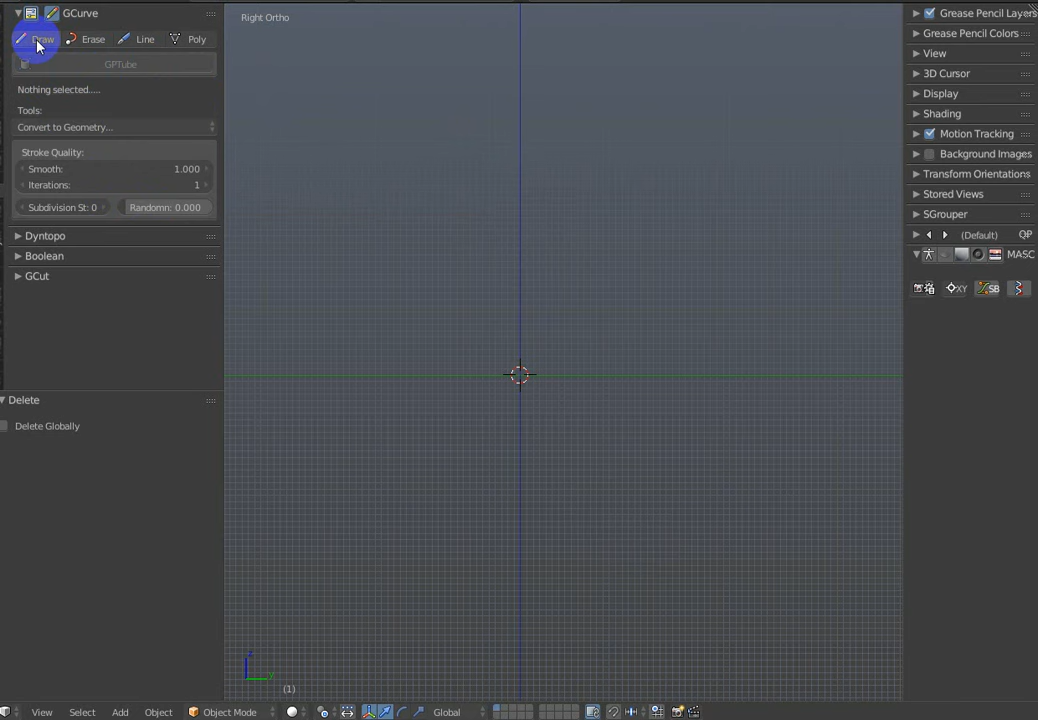 GCurve
Draw Erase Line Poly
GPTube
Nothing selected.....
Tools:
Convert to Geometry...
Stroke Quality:
Smooth: 1.000
Iterations: 1
Subdivision St: 0 Randomn: 0.000
Dyntopo
Boolean
GCut
Delete
Delete Globally
Right Ortho
z
y
(1)
Grease Pencil Layers
Grease Pencil Colors
View
3D Cursor
Display
Shading
Motion Tracking
Background Images
Transform Orientations
Stored Views
SGrouper
(Default) QP
MASC
XY SB
View Select Add Object Object Mode Global